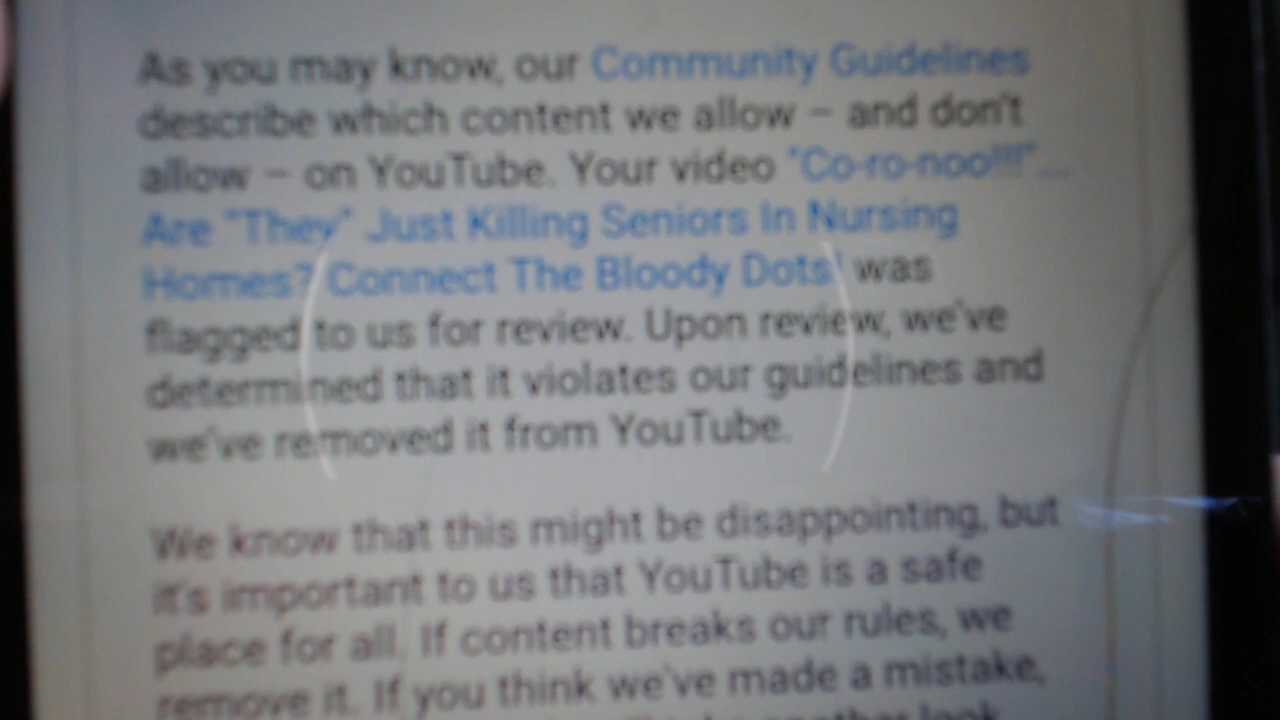 As you may know, our Community Guidelines
describe which content we allow – and don't
allow – on YouTube. Your video "Co-ro-noo!!!"....
Are "They" Just Killing Seniors In Nursing
Homes? Connect The Bloody Dots! was
flagged to us for review. Upon review, we've
determined that it violates our guidelines and
we've removed it from YouTube.
We know that this might be disappointing, but
it's important to us that YouTube is a safe
place for all. If content breaks our rules, we
remove it. If you think we've made a mistake,
another look